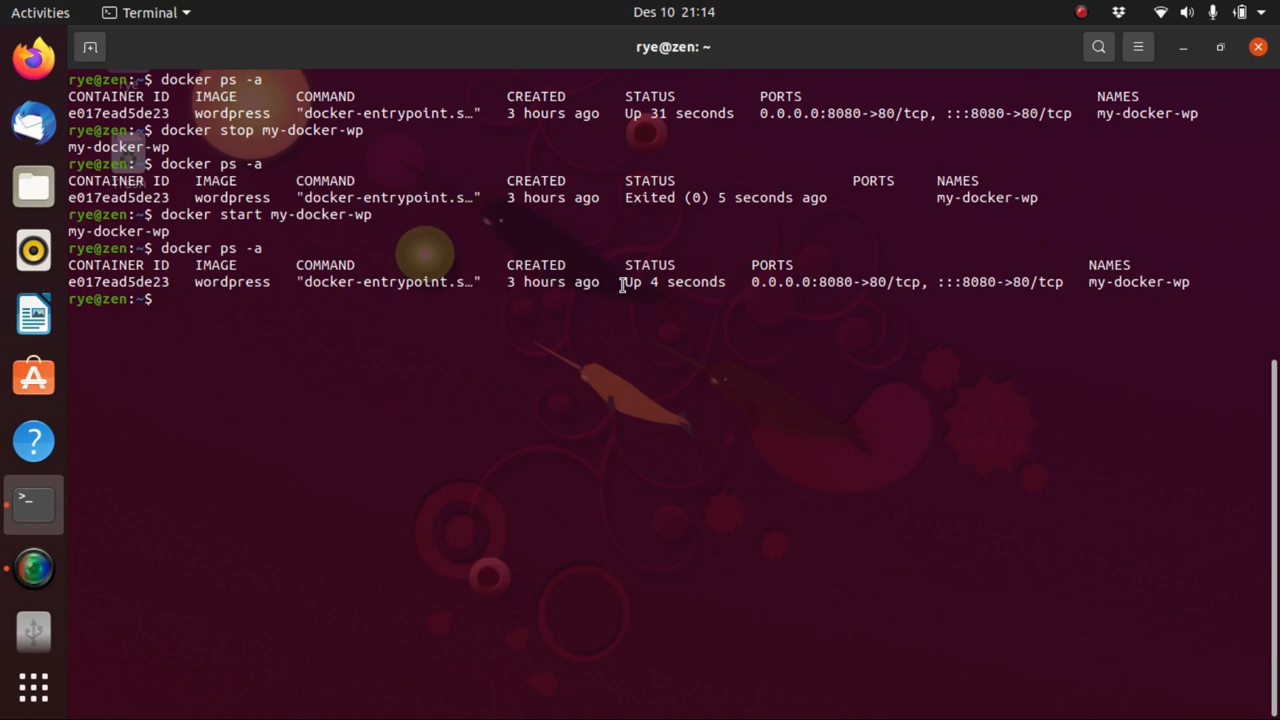 Activities Terminal Des 10 21:14
rye@zen: ~
rye@zen:~$ docker ps -a
CONTAINER ID IMAGE COMMAND CREATED STATUS PORTS NAMES
e017ead5de23 wordpress "docker-entrypoint.s…" 3 hours ago Up 31 seconds 0.0.0.0:8080->80/tcp, :::8080->80/tcp my-docker-wp
rye@zen:~$ docker stop my-docker-wp
my-docker-wp
rye@zen:~$ docker ps -a
CONTAINER ID IMAGE COMMAND CREATED STATUS PORTS NAMES
e017ead5de23 wordpress "docker-entrypoint.s…" 3 hours ago Exited (0) 5 seconds ago my-docker-wp
rye@zen:~$ docker start my-docker-wp
my-docker-wp
rye@zen:~$ docker ps -a
CONTAINER ID IMAGE COMMAND CREATED STATUS PORTS NAMES
e017ead5de23 wordpress "docker-entrypoint.s…" 3 hours ago Up 4 seconds 0.0.0.0:8080->80/tcp, :::8080->80/tcp my-docker-wp
rye@zen:~$